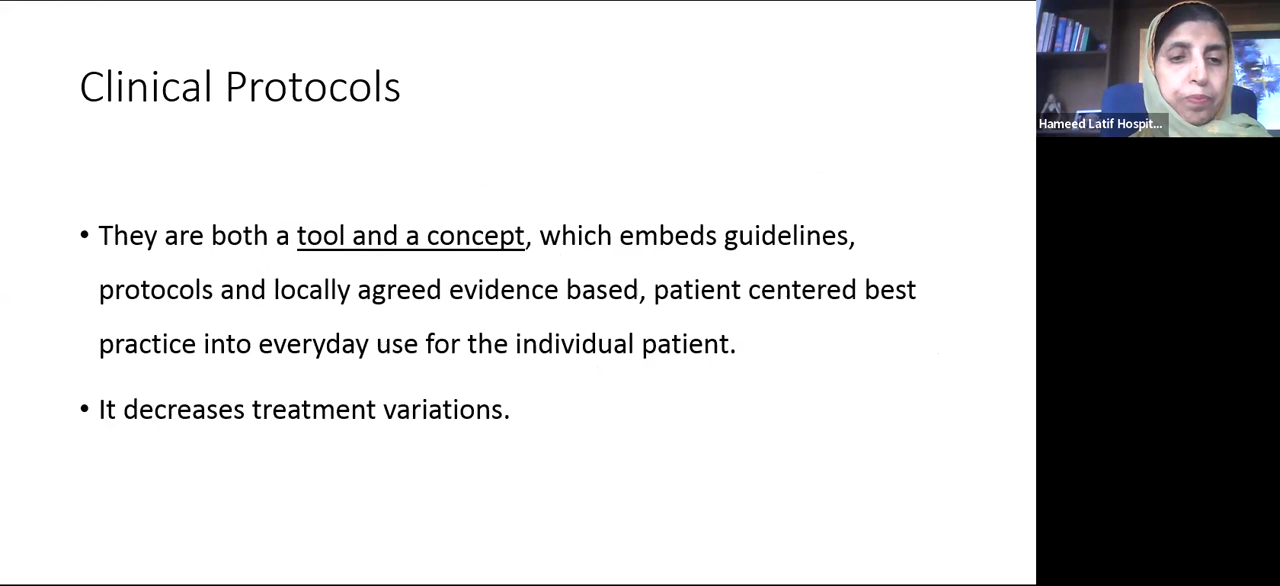 Clinical Protocols
• They are both a tool and a concept, which embeds guidelines,
protocols and locally agreed evidence based, patient centered best
practice into everyday use for the individual patient.
• It decreases treatment variations.
Hameed Latif Hospit...